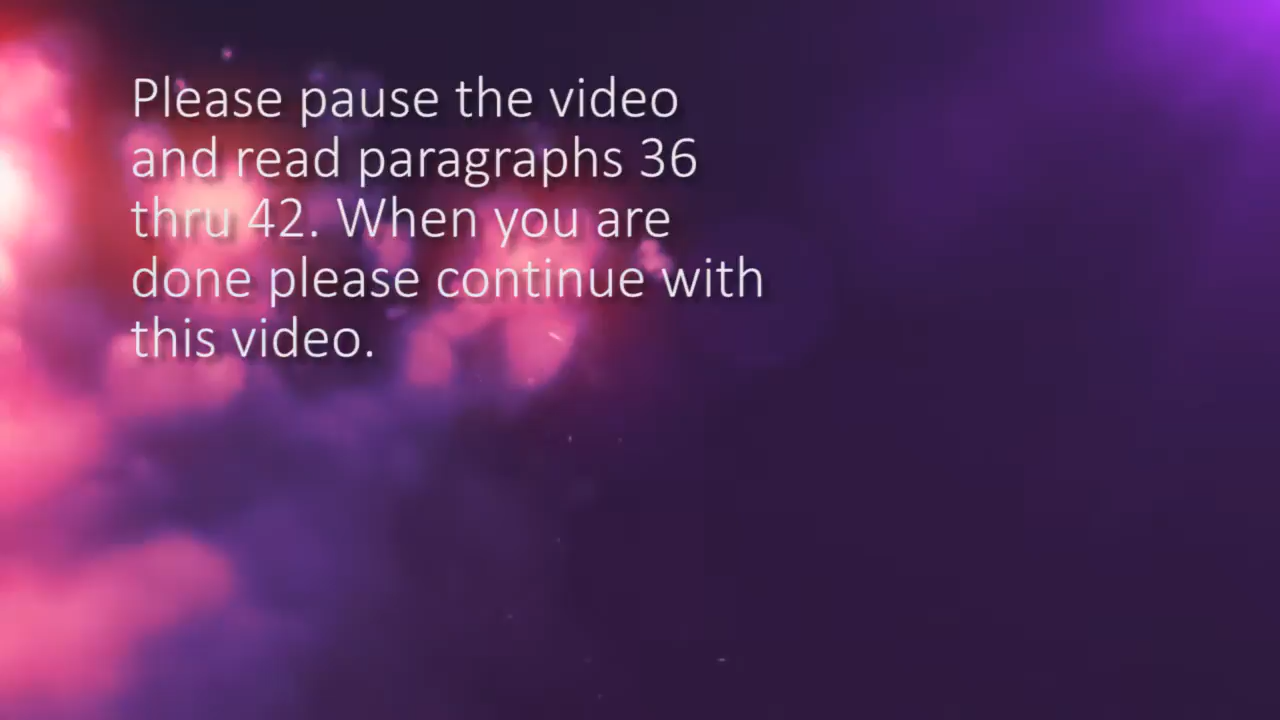 Please pause the video
and read paragraphs 36
thru 42. When you are
done please continue with
this video.